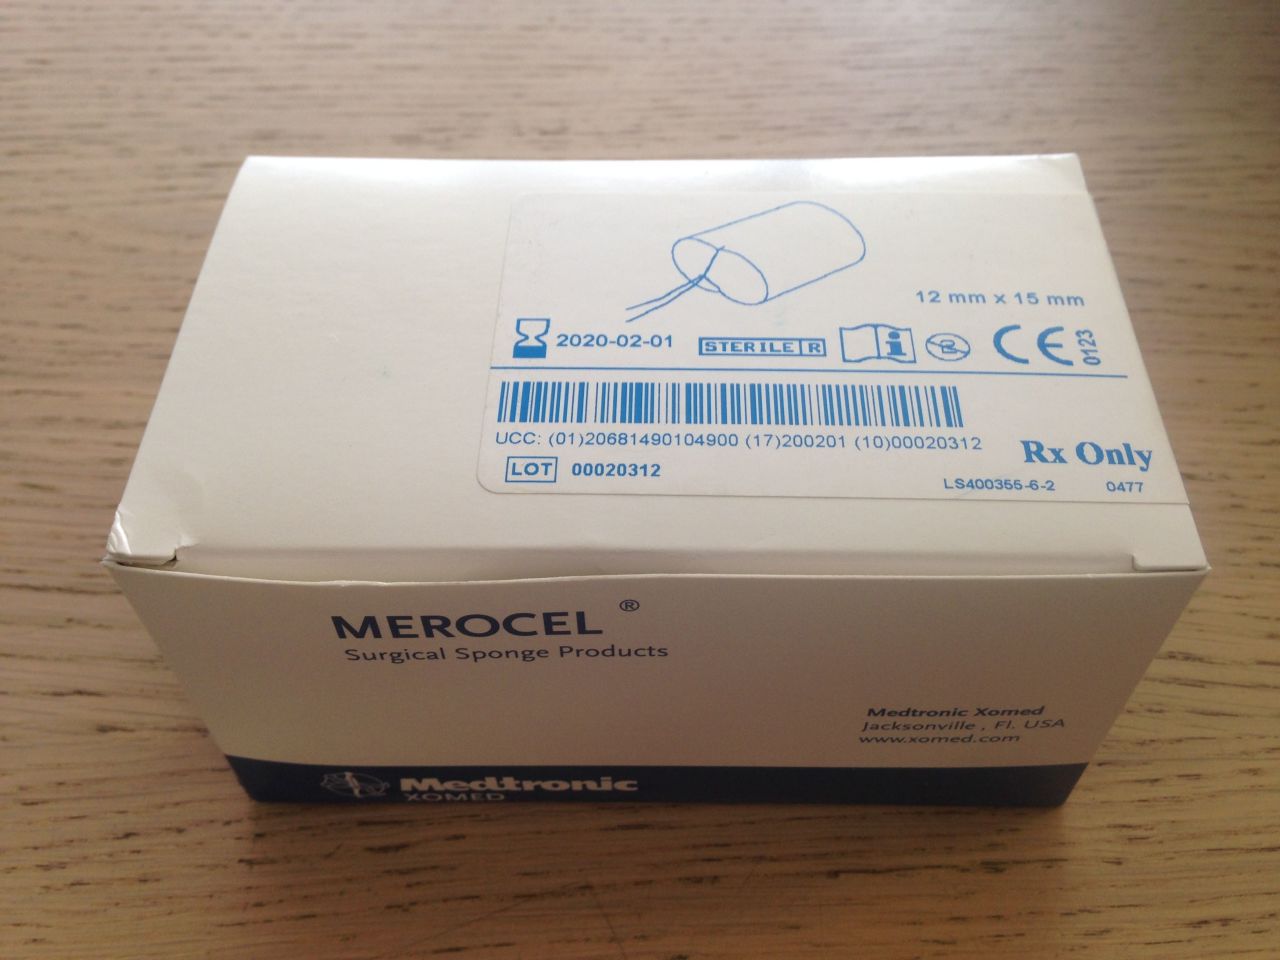 12 mm x 15 mm
2020-02-01
STERILE R
2
CE 0123
UCC: (01)20681490104900 (17)200201 (10)00020312
Rx Only
LOT 00020312
LS400355-6-2 0477
MEROCEL®
Surgical Sponge Products
Medtronic Xomed
Jacksonville , Fl. USA
www.xomed.com
Medtronic
XOMED